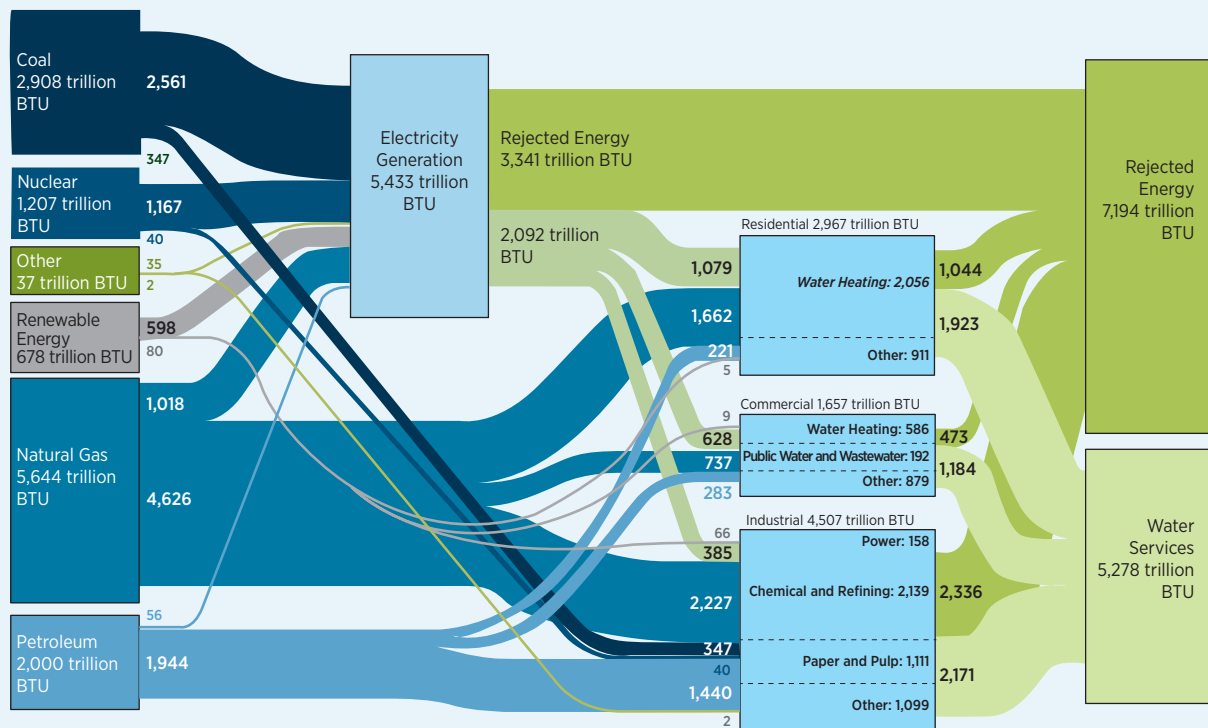 Coal
2,908 trillion
BTU
2,561
347
Nuclear
1,207 trillion
BTU
1,167
40
Other
37 trillion BTU
35
2
Renewable
Energy
678 trillion BTU
598
80
Natural Gas
5,644 trillion
BTU
1,018
4,626
Petroleum
2,000 trillion
BTU
56
1,944
Electricity
Generation
5,433 trillion
BTU
Rejected Energy
3,341 trillion BTU
2,092 trillion
BTU
Residential 2,967 trillion BTU
1,079
1,662
221
5
Water Heating: 2,056
Other: 911
1,044
1,923
Commercial 1,657 trillion BTU
9
628
737
283
Water Heating: 586
Public Water and Wastewater: 192
Other: 879
473
1,184
Industrial 4,507 trillion BTU
66
385
2,227
347
40
1,440
2
Power: 158
Chemical and Refining: 2,139
Paper and Pulp: 1,111
Other: 1,099
2,336
2,171
Rejected
Energy
7,194 trillion
BTU
Water
Services
5,278 trillion
BTU